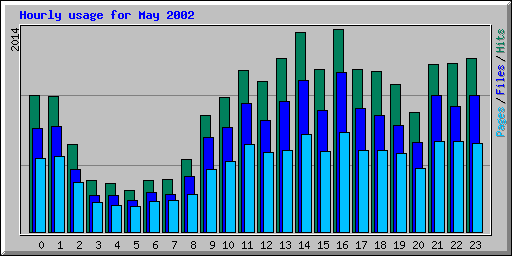 Hourly usage for May 2002
2014
Pages/Files/Hits
0 1 2 3 4 5 6 7 8 9 10 11 12 13 14 15 16 17 18 19 20 21 22 23